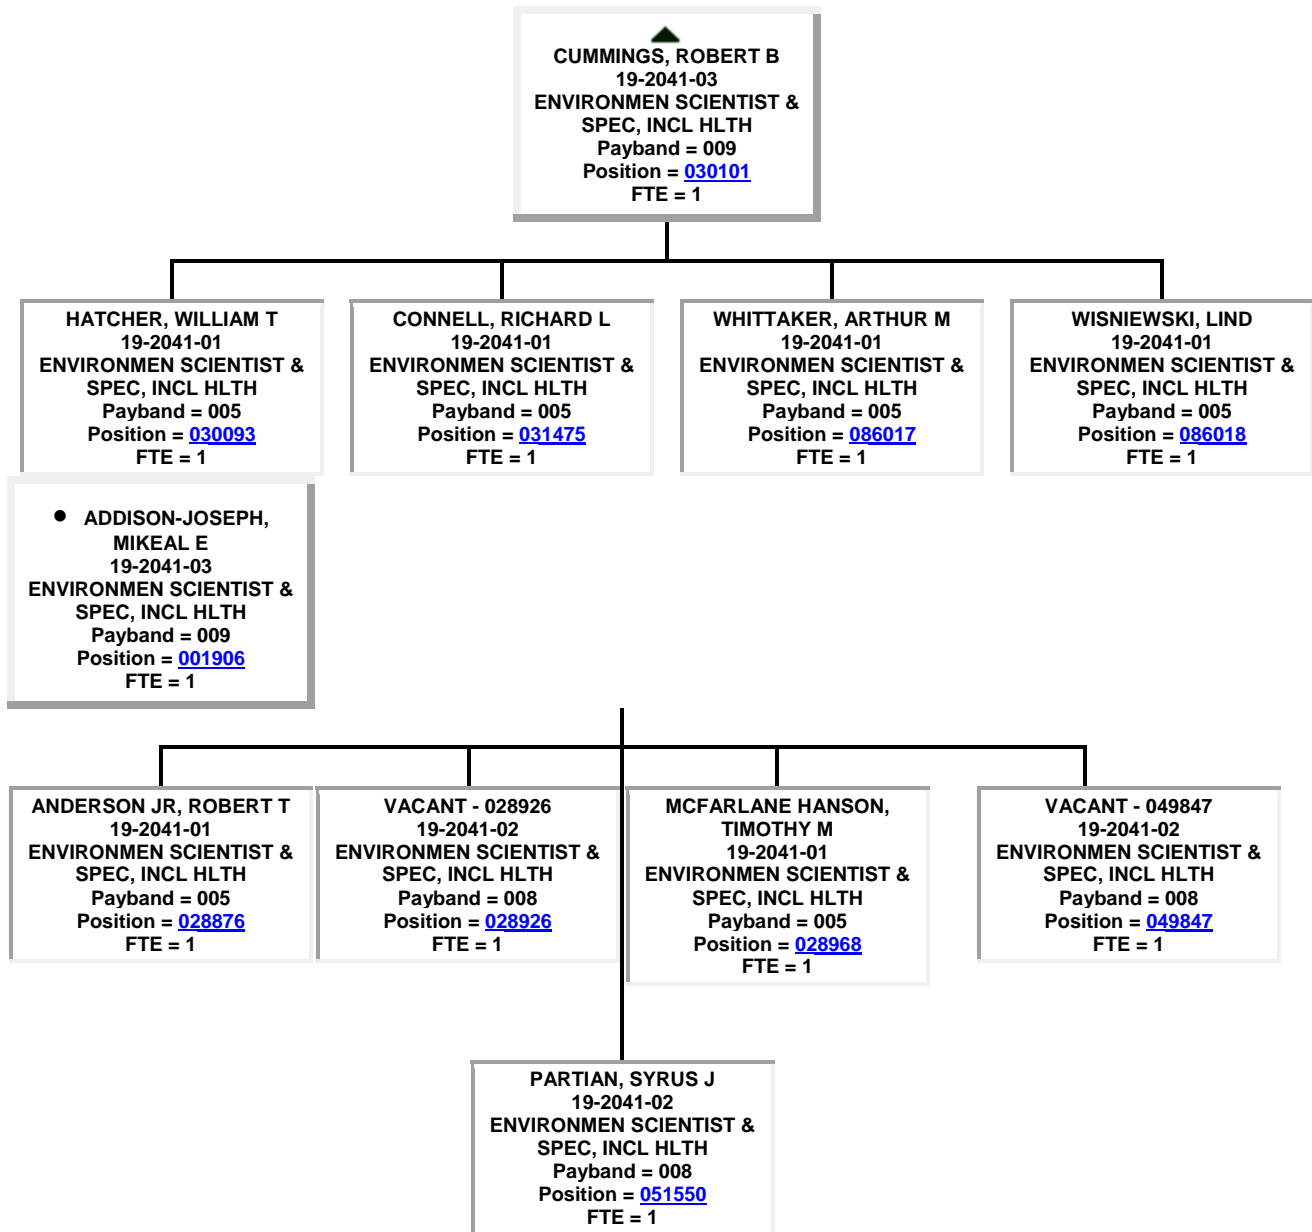 CUMMINGS, ROBERT B
19-2041-03
ENVIRONMEN SCIENTIST &
SPEC, INCL HLTH
Payband = 009
Position = 030101
FTE = 1
HATCHER, WILLIAM T
19-2041-01
ENVIRONMEN SCIENTIST &
SPEC, INCL HLTH
Payband = 005
Position = 030093
FTE = 1
CONNELL, RICHARD L
19-2041-01
ENVIRONMEN SCIENTIST &
SPEC, INCL HLTH
Payband = 005
Position = 031475
FTE = 1
WHITTAKER, ARTHUR M
19-2041-01
ENVIRONMEN SCIENTIST &
SPEC, INCL HLTH
Payband = 005
Position = 086017
FTE = 1
WISNIEWSKI, LIND
19-2041-01
ENVIRONMEN SCIENTIST &
SPEC, INCL HLTH
Payband = 005
Position = 086018
FTE = 1
• ADDISON-JOSEPH,
MIKEAL E
19-2041-03
ENVIRONMEN SCIENTIST &
SPEC, INCL HLTH
Payband = 009
Position = 001906
FTE = 1
ANDERSON JR, ROBERT T
19-2041-01
ENVIRONMEN SCIENTIST &
SPEC, INCL HLTH
Payband = 005
Position = 028876
FTE = 1
VACANT - 028926
19-2041-02
ENVIRONMEN SCIENTIST &
SPEC, INCL HLTH
Payband = 008
Position = 028926
FTE = 1
MCFARLANE HANSON,
TIMOTHY M
19-2041-01
ENVIRONMEN SCIENTIST &
SPEC, INCL HLTH
Payband = 005
Position = 028968
FTE = 1
VACANT - 049847
19-2041-02
ENVIRONMEN SCIENTIST &
SPEC, INCL HLTH
Payband = 008
Position = 049847
FTE = 1
PARTIAN, SYRUS J
19-2041-02
ENVIRONMEN SCIENTIST &
SPEC, INCL HLTH
Payband = 008
Position = 051550
FTE = 1